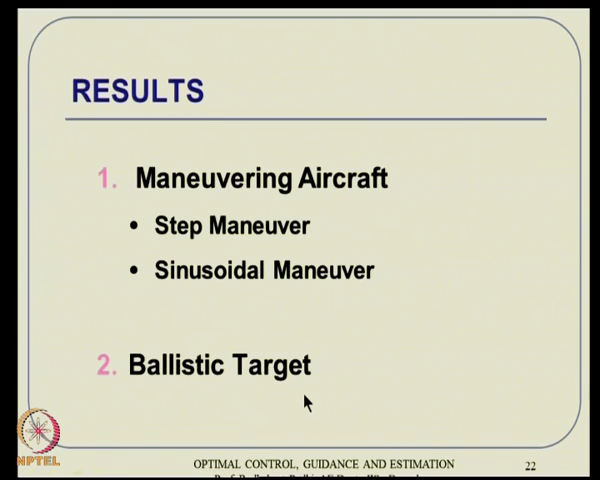 RESULTS
1. Maneuvering Aircraft
• Step Maneuver
• Sinusoidal Maneuver
2. Ballistic Target
NPTEL
OPTIMAL CONTROL, GUIDANCE AND ESTIMATION
22